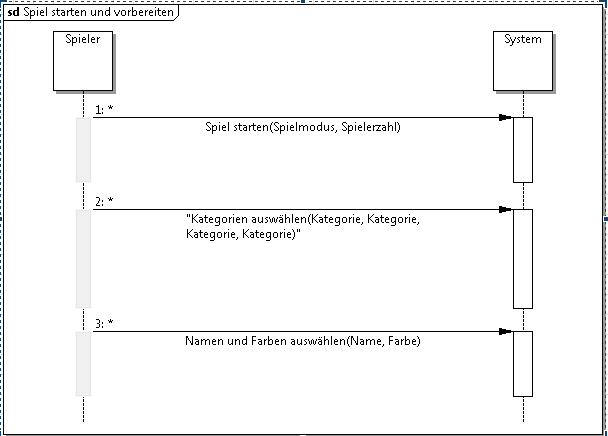 sd Spiel starten und vorbereiten
Spieler
System
1: *
Spiel starten(Spielmodus, Spielerzahl)
2: *
"Kategorien auswählen(Kategorie, Kategorie,
Kategorie, Kategorie)"
3: *
Namen und Farben auswählen(Name, Farbe)